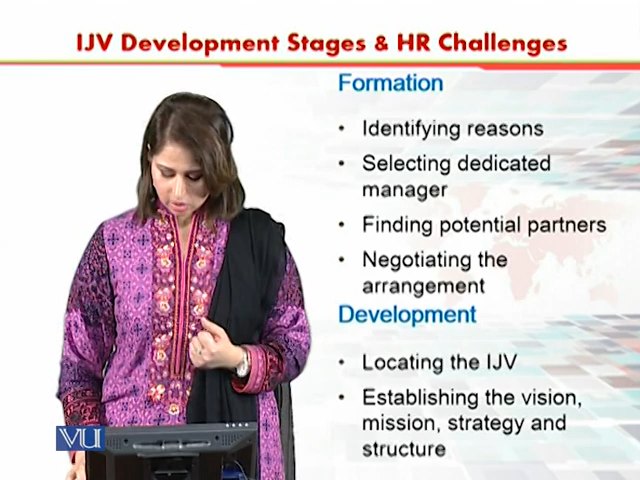 IJV Development Stages & HR Challenges
Formation
• Identifying reasons
• Selecting dedicated
manager
• Finding potential partners
• Negotiating the
arrangement
Development
• Locating the IJV
• Establishing the vision,
mission, strategy and
structure
VU